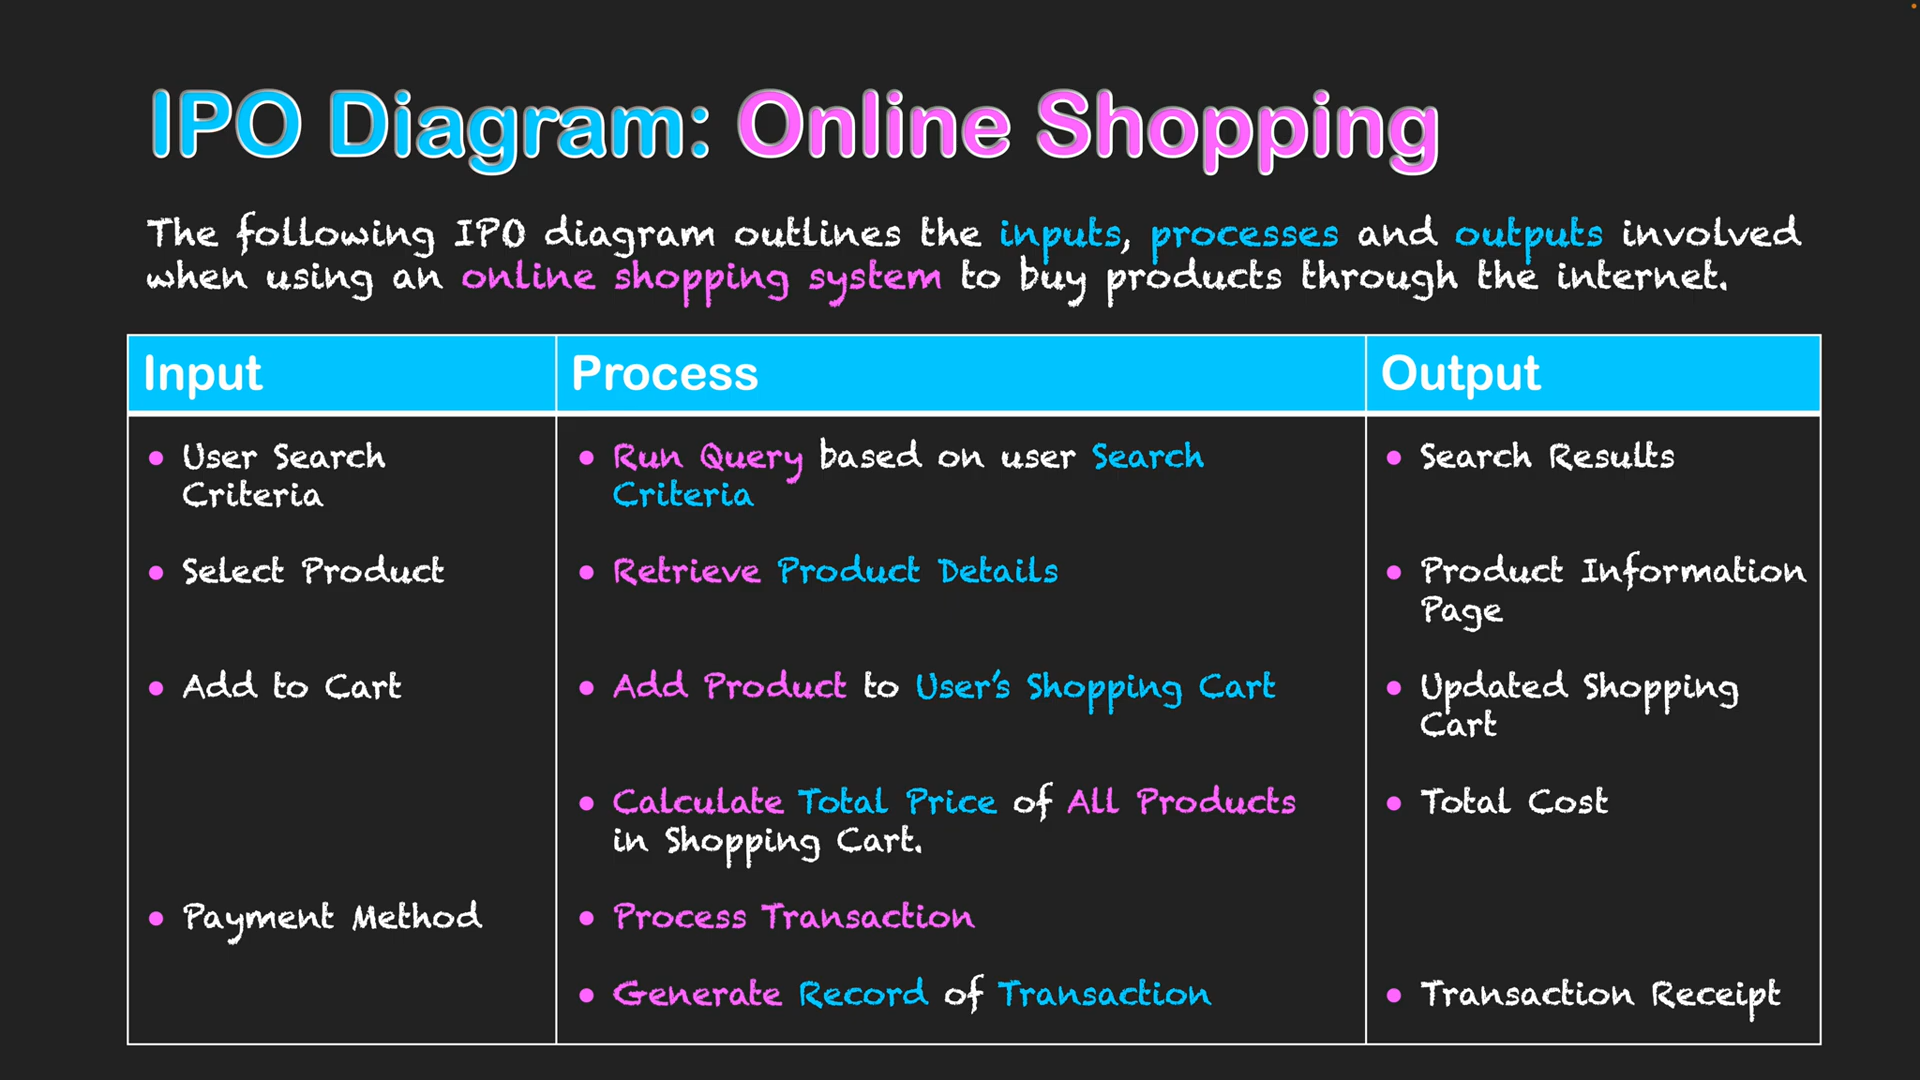 IPO Diagram: Online Shopping
The following IPO diagram outlines the inputs, processes and outputs involved
when using an online shopping system to buy products through the internet.
Input
Process
Output
• User Search
Criteria
• Run Query based on user Search
Criteria
• Search Results
• Select Product
• Retrieve Product Details
• Product Information
Page
• Add to Cart
• Add Product to User's Shopping Cart
• Updated Shopping
Cart
• Calculate Total Price of All Products
in Shopping Cart.
• Total Cost
• Payment Method
• Process Transaction
• Generate Record of Transaction
• Transaction Receipt